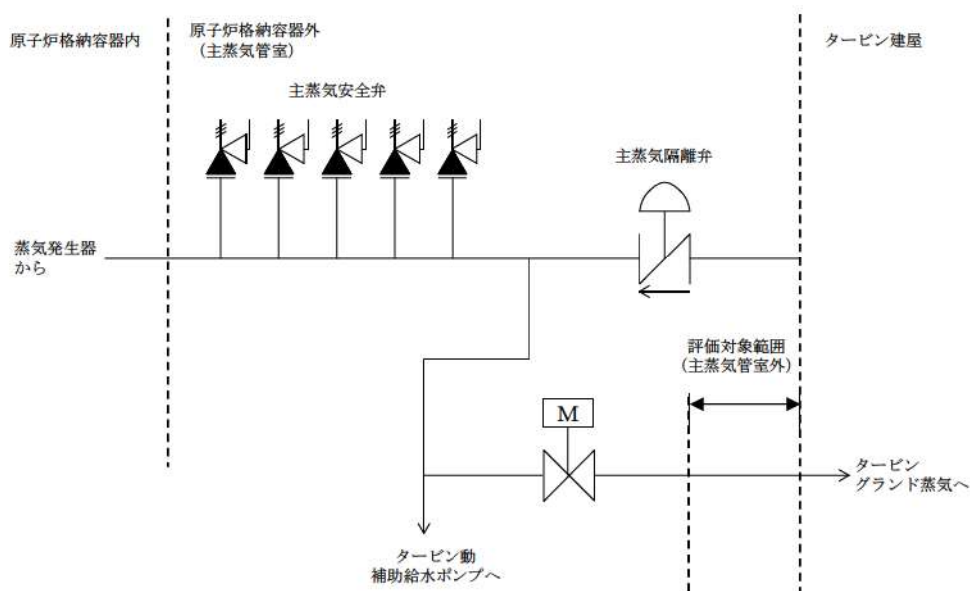 原子炉格納容器内
原子炉格納容器外
(主蒸気管室)
タービン建屋
主蒸気安全弁
主蒸気隔離弁
蒸気発生器
から
評価対象範囲
(主蒸気管室外)
M
タービン
グランド蒸気へ
タービン動
補助給水ポンプへ